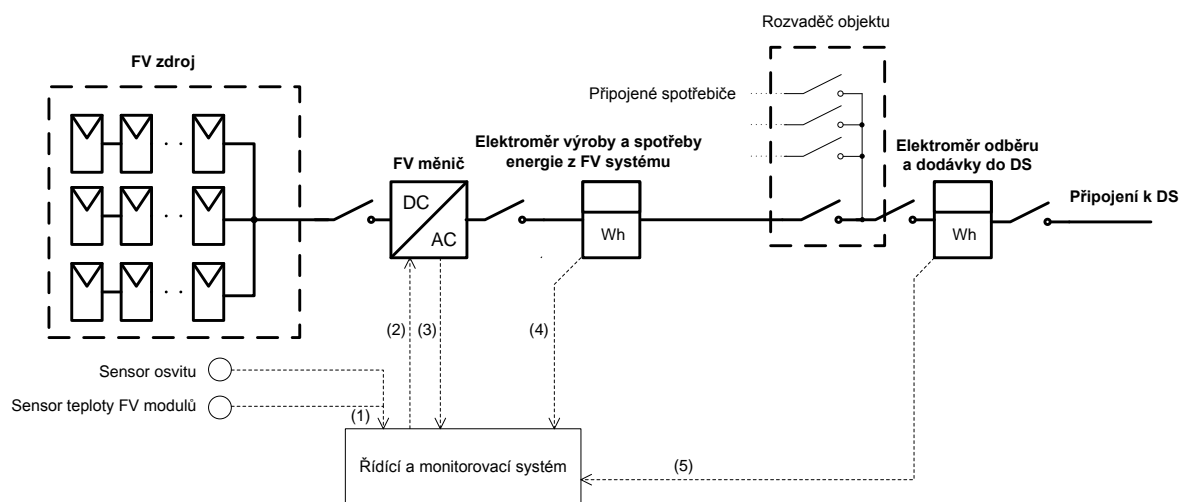 Rozvaděč objektu
FV zdroj
Připojené spotřebiče
Elektroměr výroby a spotřeby
energie z FV systému
Elektroměr odběru
a dodávky do DS
FV měnič
Připojení k DS
DC
AC
Wh
Wh
(2)
(3)
(4)
Sensor osvitu
Sensor teploty FV modulů
(1)
Řídící a monitorovací systém
(5)